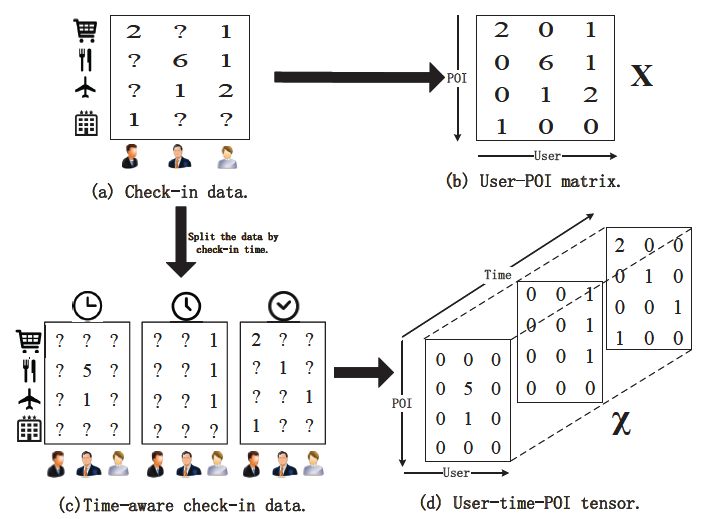 2 ? 1
? 6 1
? 1 2
1 ? ?
(a) Check-in data.
POI
2 0 1
0 6 1
0 1 2
1 0 0
X
User
(b) User-POI matrix.
Split the data by
check-in time.
? ? ?
? 5 ?
? 1 ?
? ? ?
? ? 1
? ? 1
? ? 1
? ? ?
2 ? ?
? 1 ?
? ? 1
1 ? ?
(c)Time-aware check-in data.
Time
POI
0 0 0
0 5 0
0 1 0
0 0 0
0 0 1
0 0 1
0 0 1
0 0 0
2 0 0
0 1 0
0 0 1
1 0 0
χ
User
(d) User-time-POI tensor.